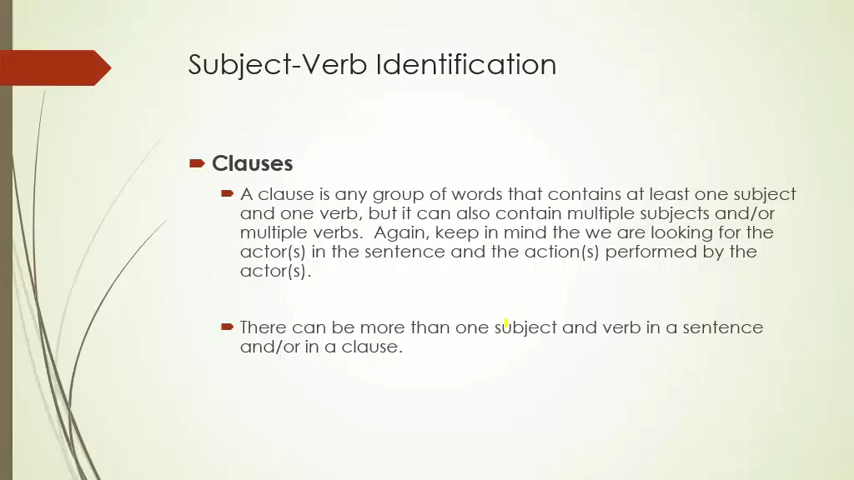 Subject-Verb Identification
Clauses
A clause is any group of words that contains at least one subject
and one verb, but it can also contain multiple subjects and/or
multiple verbs.  Again, keep in mind the we are looking for the
actor(s) in the sentence and the action(s) performed by the
actor(s).
There can be more than one subject and verb in a sentence
and/or in a clause.